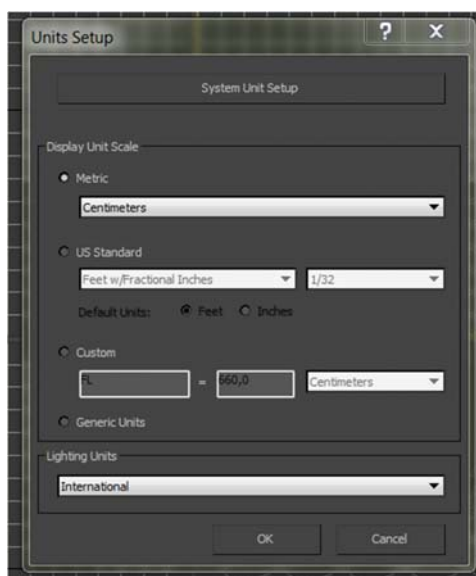 Units Setup
? X
System Unit Setup
Display Unit Scale
Metric
Centimeters
US Standard
Feet w/Fractional Inches 1/32
Default Units: Feet Inches
Custom
FL = 660,0 Centimeters
Generic Units
Lighting Units
International
OK Cancel